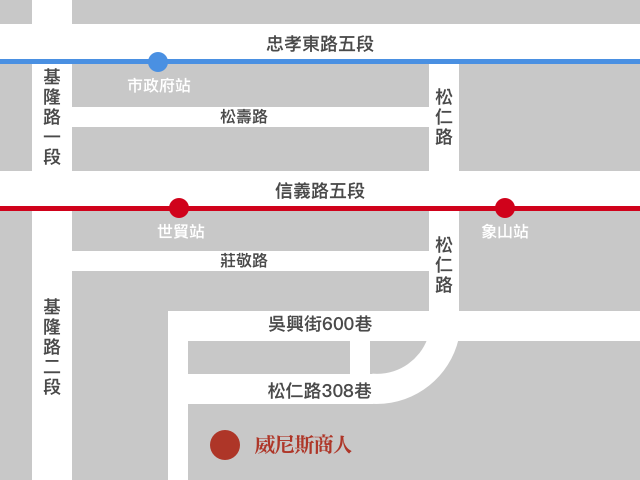 忠孝東路五段
市政府站
基隆路一段
松壽路
松仁路
信義路五段
世貿站
象山站
莊敬路
松仁路
基隆路二段
吳興街600巷
松仁路308巷
威尼斯商人